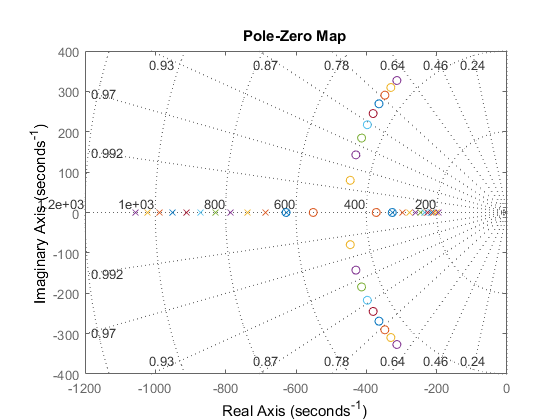 Pole-Zero Map
400
0.93 0.87 0.78 0.64 0.46 0.24
300
0.97
200
0.992
100
2e+03 1e+03 800 600 400 200
0
-100
0.992
-200
0.97
-300
0.93 0.87 0.78 0.64 0.46 0.24
-400
-1200 -1000 -800 -600 -400 -200 0
Real Axis (seconds⁻¹)
Imaginary Axis (seconds⁻¹)